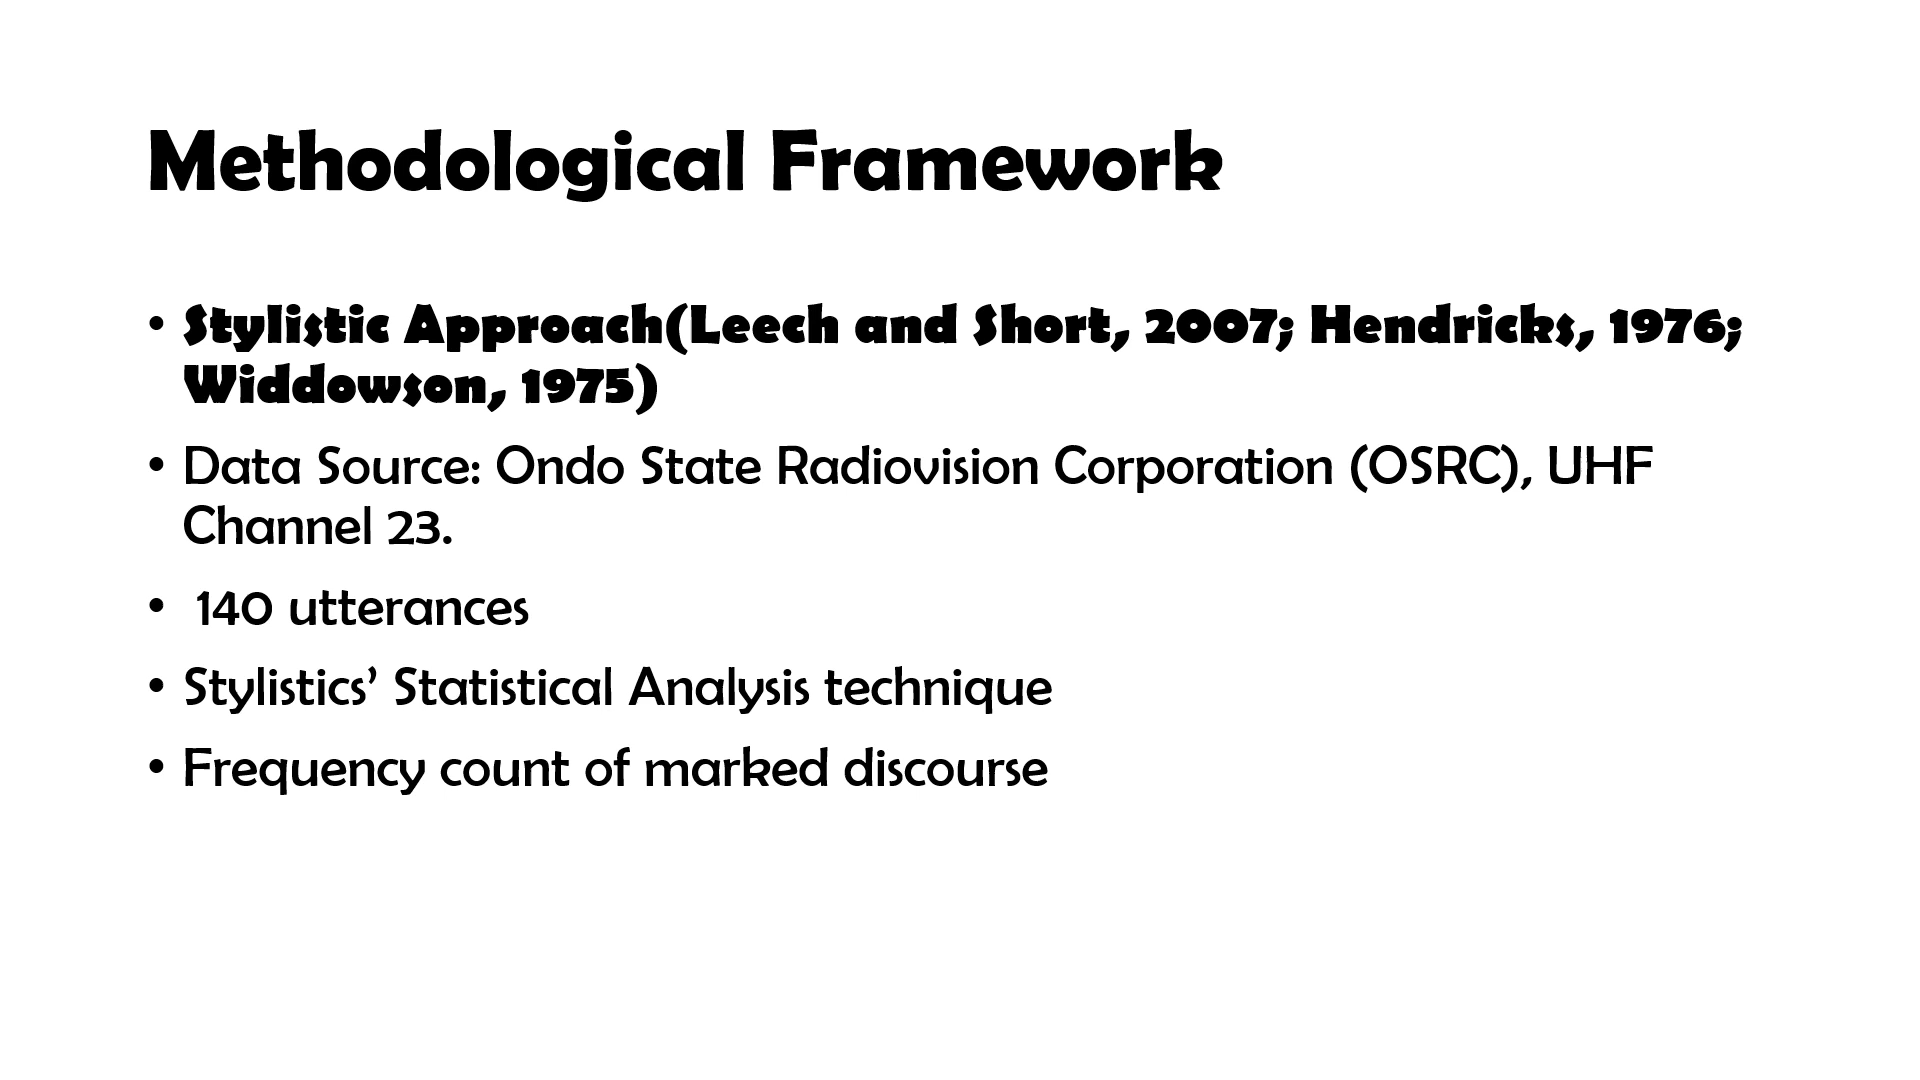 Methodological Framework
• Stylistic Approach(Leech and Short, 2007; Hendricks, 1976;
Widdowson, 1975)
• Data Source: Ondo State Radiovision Corporation (OSRC), UHF
Channel 23.
• 140 utterances
• Stylistics’ Statistical Analysis technique
• Frequency count of marked discourse